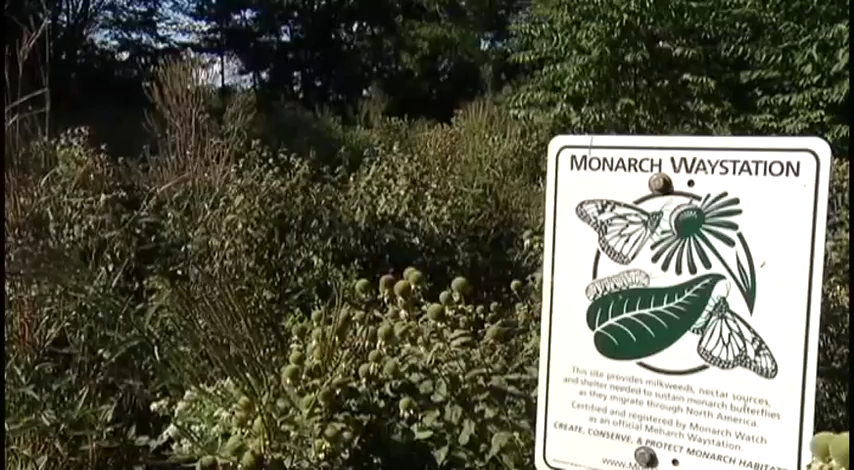 MONARCH WAYSTATION
This site provides milkweeds, nectar sources,
and shelter needed to sustain monarch butterflies
as they migrate through North America.
Certified and registered by Monarch Watch
as an official Monarch Waystation.
CREATE, CONSERVE, & PROTECT MONARCH HABITATS